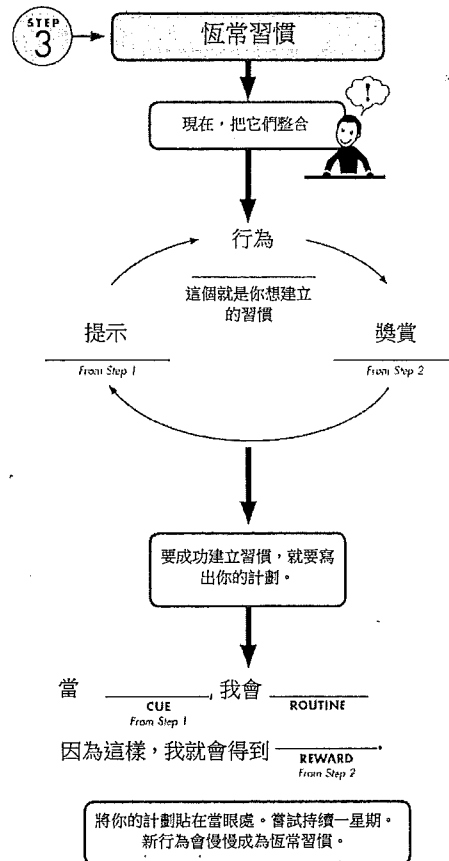 STEP
3
恆常習慣
現在，把它們整合
!
行為
這個就是你想建立
的習慣
提示
From Step 1
獎賞
From Step 2
要成功建立習慣，就要寫
出你的計劃。
當 ________, 我會 ________
CUE
From Step 1
ROUTINE
因為這樣，我就會得到 ________.
REWARD
From Step 2
將你的計劃貼在當眼處。嘗試持續一星期。
新行為會慢慢成為恆常習慣。